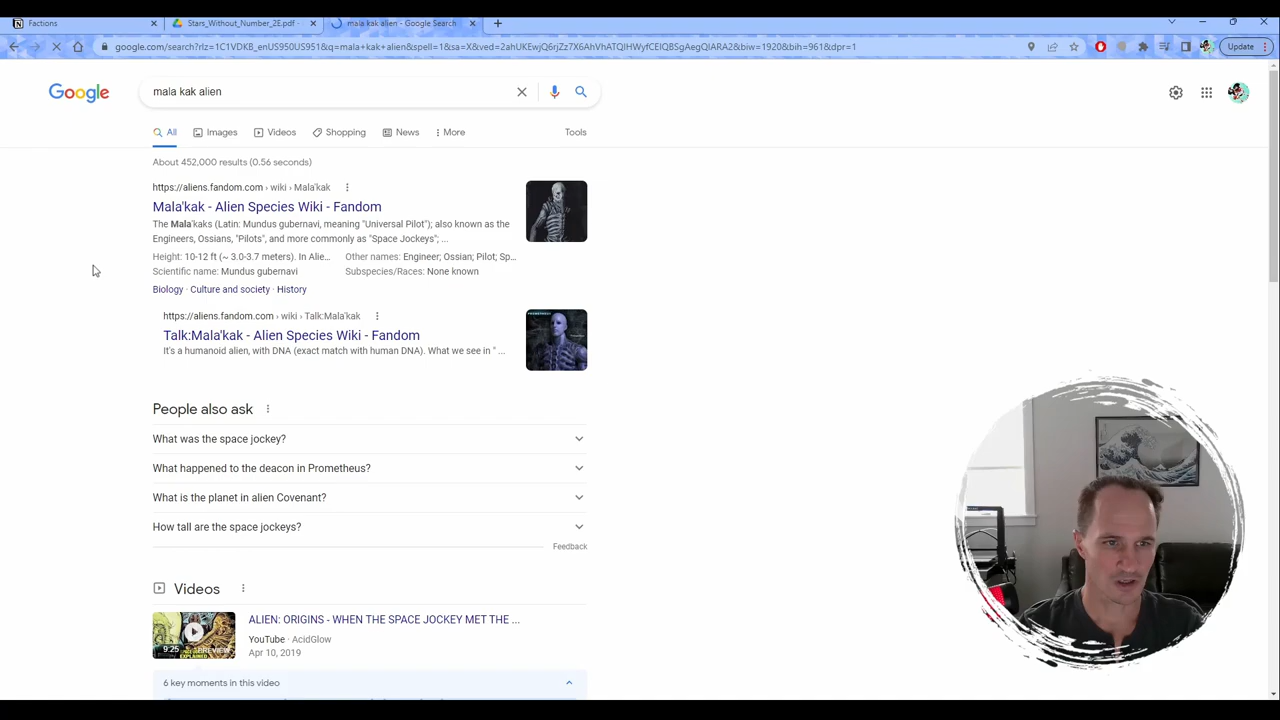 Factions
Stars_Without_Number_2E.pdf -
mala kak alien - Google Search
google.com/search?rlz=1C1VDKB_enUS950US951&q=mala+kak+alien&spell=1&sa=X&ved=2ahUKEwjQ6rjZz7X6AhVhATQIHWyfCEIQBSgAegQIARA2&biw=1920&bih=961&dpr=1
Update
Google
mala kak alien
All
Images
Videos
Shopping
News
More
Tools
About 452,000 results (0.56 seconds)
https://aliens.fandom.com › wiki › Mala'kak
Mala'kak - Alien Species Wiki - Fandom
The Mala'kaks (Latin: Mundus gubernavi, meaning "Universal Pilot"); also known as the
Engineers, Ossians, "Pilots", and more commonly as "Space Jockeys"; ...
Height: 10-12 ft (~ 3.0-3.7 meters). In Alie... Other names: Engineer; Ossian; Pilot; Sp...
Scientific name: Mundus gubernavi Subspecies/Races: None known
Biology · Culture and society · History
https://aliens.fandom.com › wiki › Talk:Mala'kak
Talk:Mala'kak - Alien Species Wiki - Fandom
It's a humanoid alien, with DNA (exact match with human DNA). What we see in " ...
People also ask
What was the space jockey?
What happened to the deacon in Prometheus?
What is the planet in alien Covenant?
How tall are the space jockeys?
Feedback
Videos
ALIEN: ORIGINS - WHEN THE SPACE JOCKEY MET THE ...
9:25
PREVIEW
YouTube · AcidGlow
Apr 10, 2019
6 key moments in this video